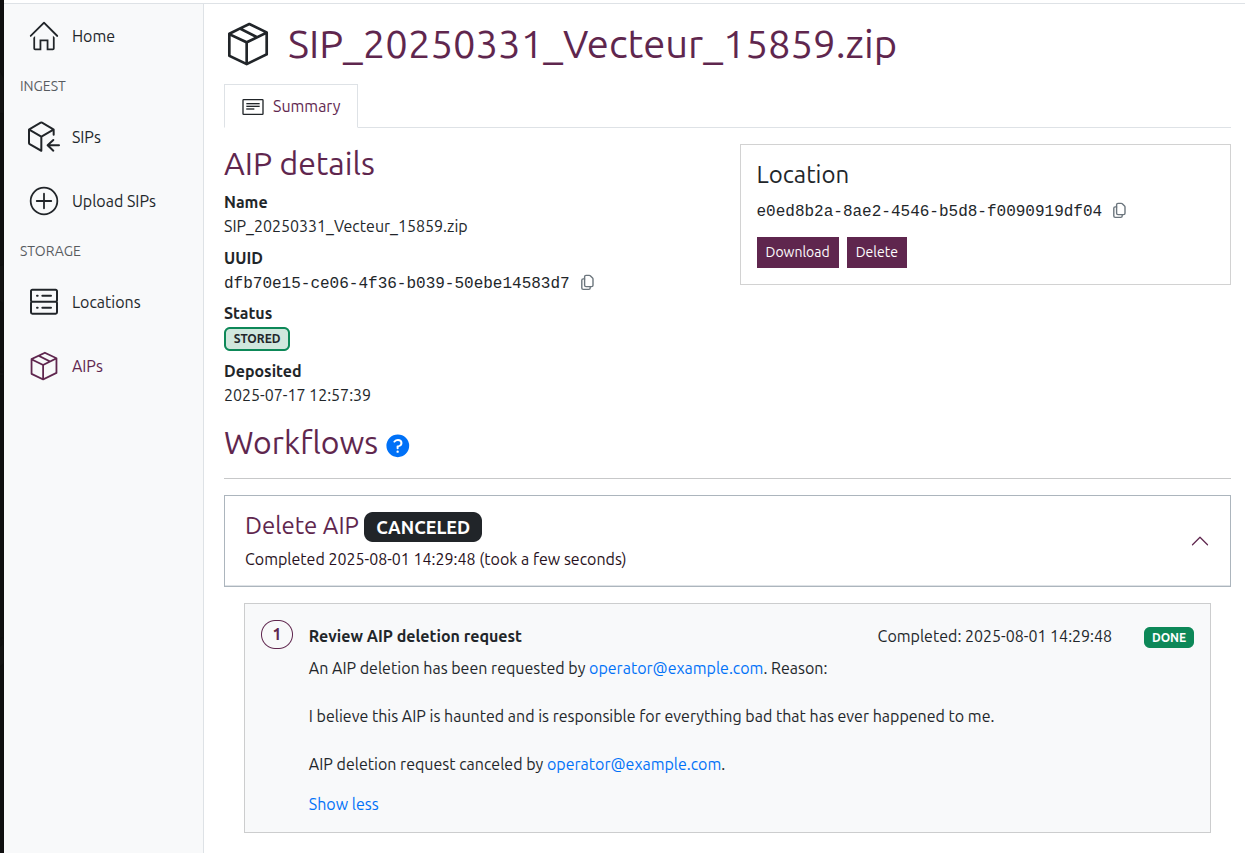 Home
INGEST
SIPs
Upload SIPs
STORAGE
Locations
AIPs
SIP_20250331_Vecteur_15859.zip
Summary
AIP details
Name
SIP_20250331_Vecteur_15859.zip
UUID
dfb70e15-ce06-4f36-b039-50ebe14583d7
Status
STORED
Deposited
2025-07-17 12:57:39
Location
e0ed8b2a-8ae2-4546-b5d8-f0090919df04
Download Delete
Workflows ?
Delete AIP CANCELED
Completed 2025-08-01 14:29:48 (took a few seconds)
1 Review AIP deletion request Completed: 2025-08-01 14:29:48 DONE
An AIP deletion has been requested by operator@example.com. Reason:
I believe this AIP is haunted and is responsible for everything bad that has ever happened to me.
AIP deletion request canceled by operator@example.com.
Show less